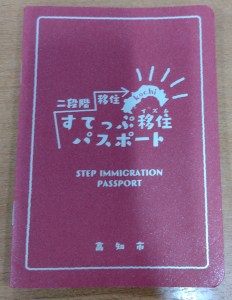 Kochi
二段階 移住
すてっぷ移住
パスポート
STEP IMMIGRATION
PASSPORT
高知市